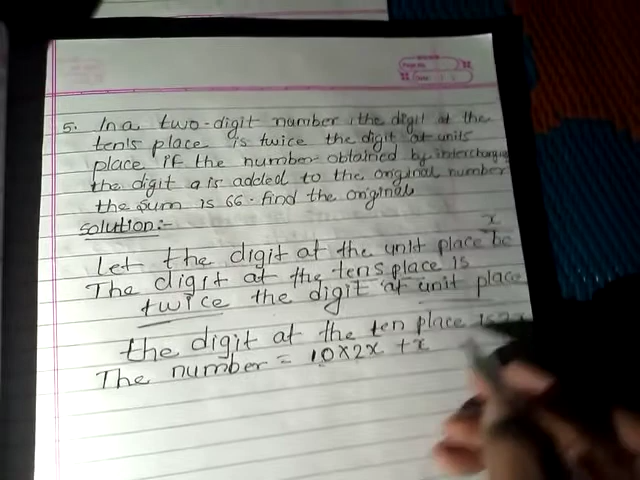 5. In a two-digit number, the digit at the
ten's place is twice the digit at units
place if the number obtained by interchanging
the digit a is added to the original number
the sum is 66. find the original
solution:-
x
Let the digit at the unit place be
The digit at the tens place is
twice the digit at unit place
the digit at the ten place is 2
The number = 10×2x + x